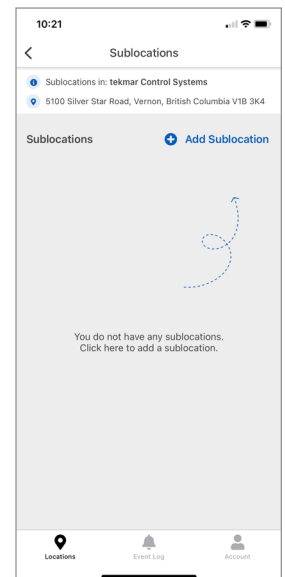 10:21
Sublocations
Sublocations in: tekmar Control Systems
5100 Silver Star Road, Vernon, British Columbia V1B 3K4
Sublocations
Add Sublocation
You do not have any sublocations.
Click here to add a sublocation.
Locations
Event Log
Account